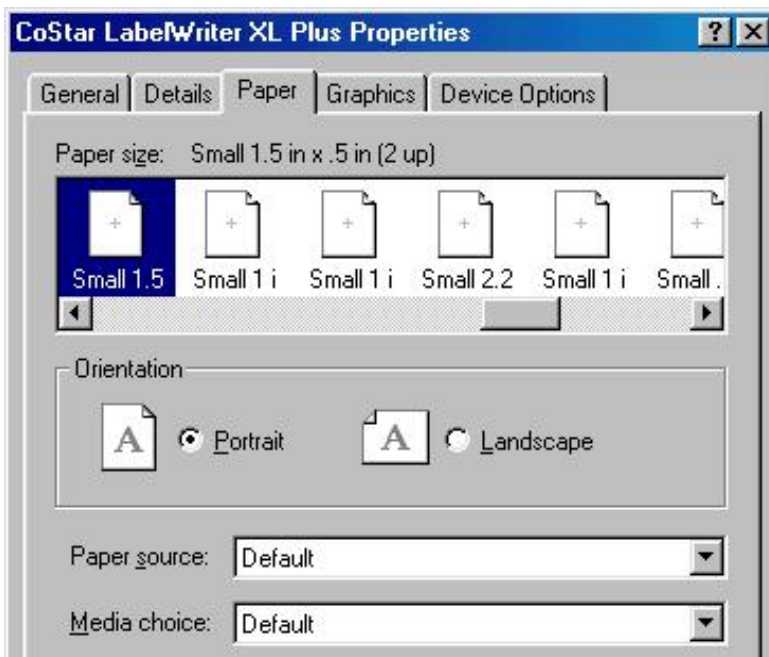 CoStar LabelWriter XL Plus Properties
General Details Paper Graphics Device Options
Paper size: Small 1.5 in x .5 in (2 up)
Small 1.5 Small 1 i Small 1 i Small 2.2 Small 1 i Small .
Orientation
A Portrait A Landscape
Paper source: Default
Media choice: Default